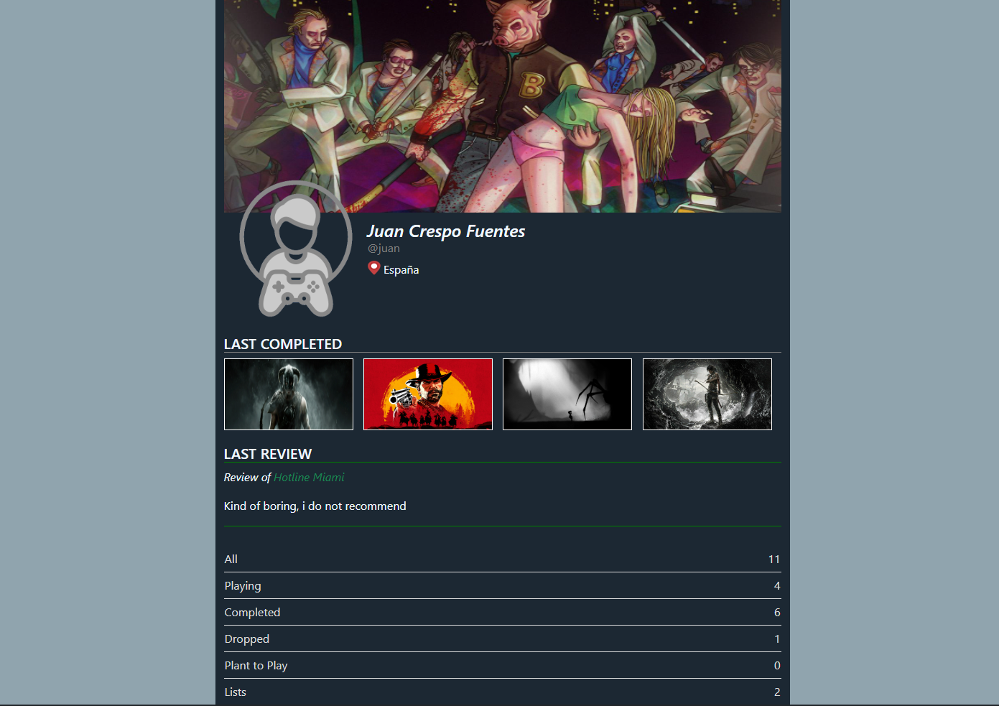 B
Juan Crespo Fuentes
@juan
España
LAST COMPLETED
LAST REVIEW
Review of Hotline Miami
Kind of boring, i do not recommend
All 11
Playing 4
Completed 6
Dropped 1
Plant to Play 0
Lists 2